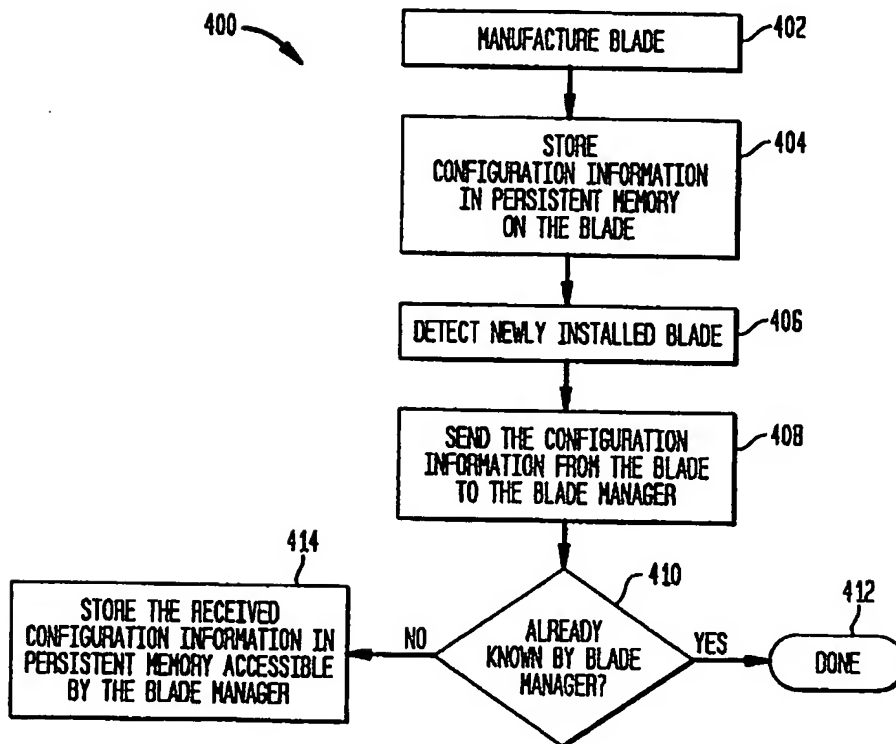 400
MANUFACTURE BLADE
402
STORE
CONFIGURATION INFORMATION
IN PERSISTENT MEMORY
ON THE BLADE
404
DETECT NEWLY INSTALLED BLADE
406
SEND THE CONFIGURATION
INFORMATION FROM THE BLADE
TO THE BLADE MANAGER
408
410
ALREADY
KNOWN BY BLADE
MANAGER?
YES
412
DONE
NO
414
STORE THE RECEIVED
CONFIGURATION INFORMATION IN
PERSISTENT MEMORY ACCESSIBLE
BY THE BLADE MANAGER